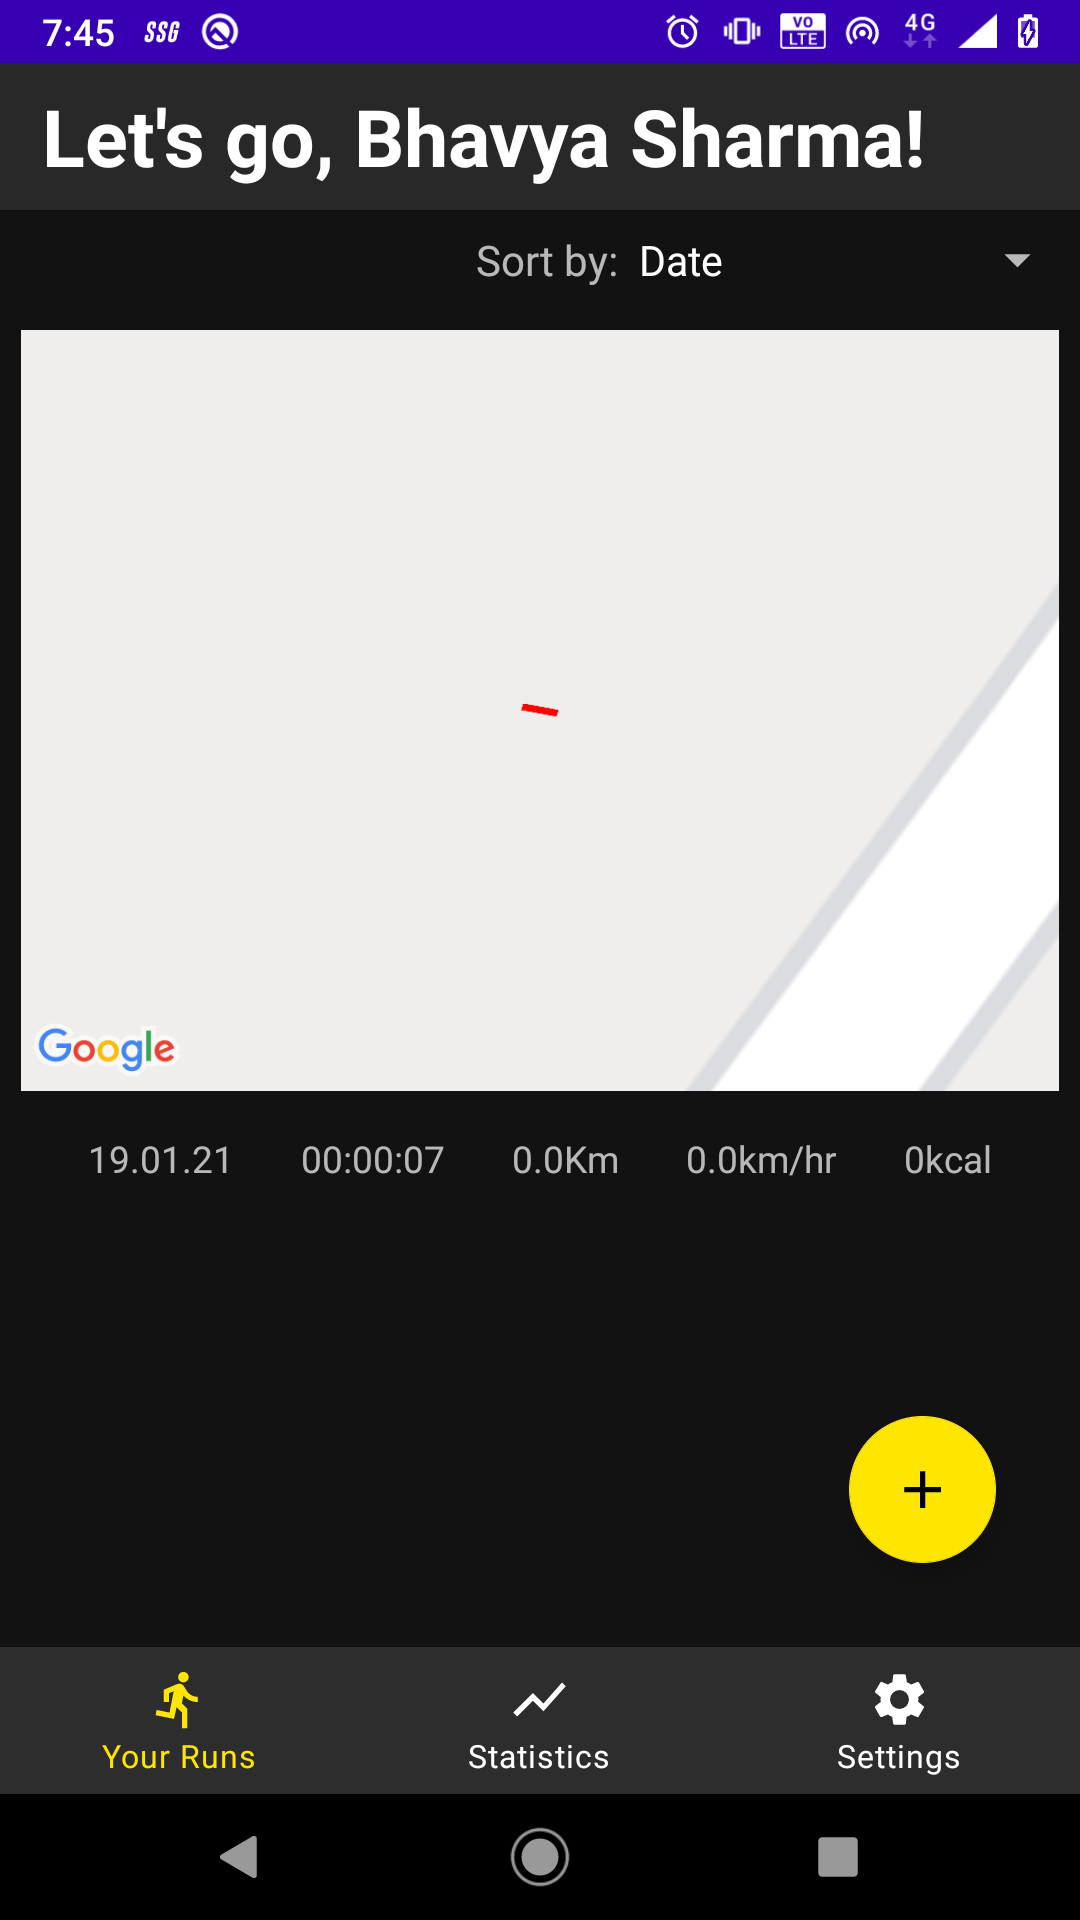 7:45 SSG VO LTE 4G
Let's go, Bhavya Sharma!
Sort by: Date
Google
19.01.21 00:00:07 0.0Km 0.0km/hr 0kcal
Your Runs Statistics Settings